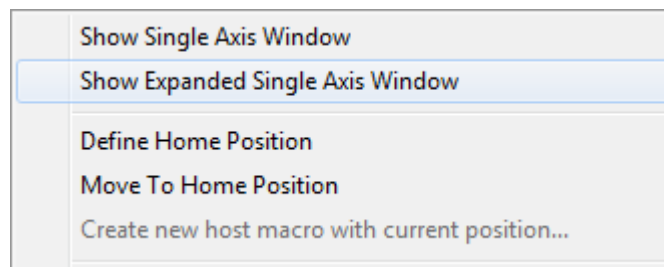 Show Single Axis Window
Show Expanded Single Axis Window
Define Home Position
Move To Home Position
Create new host macro with current position...